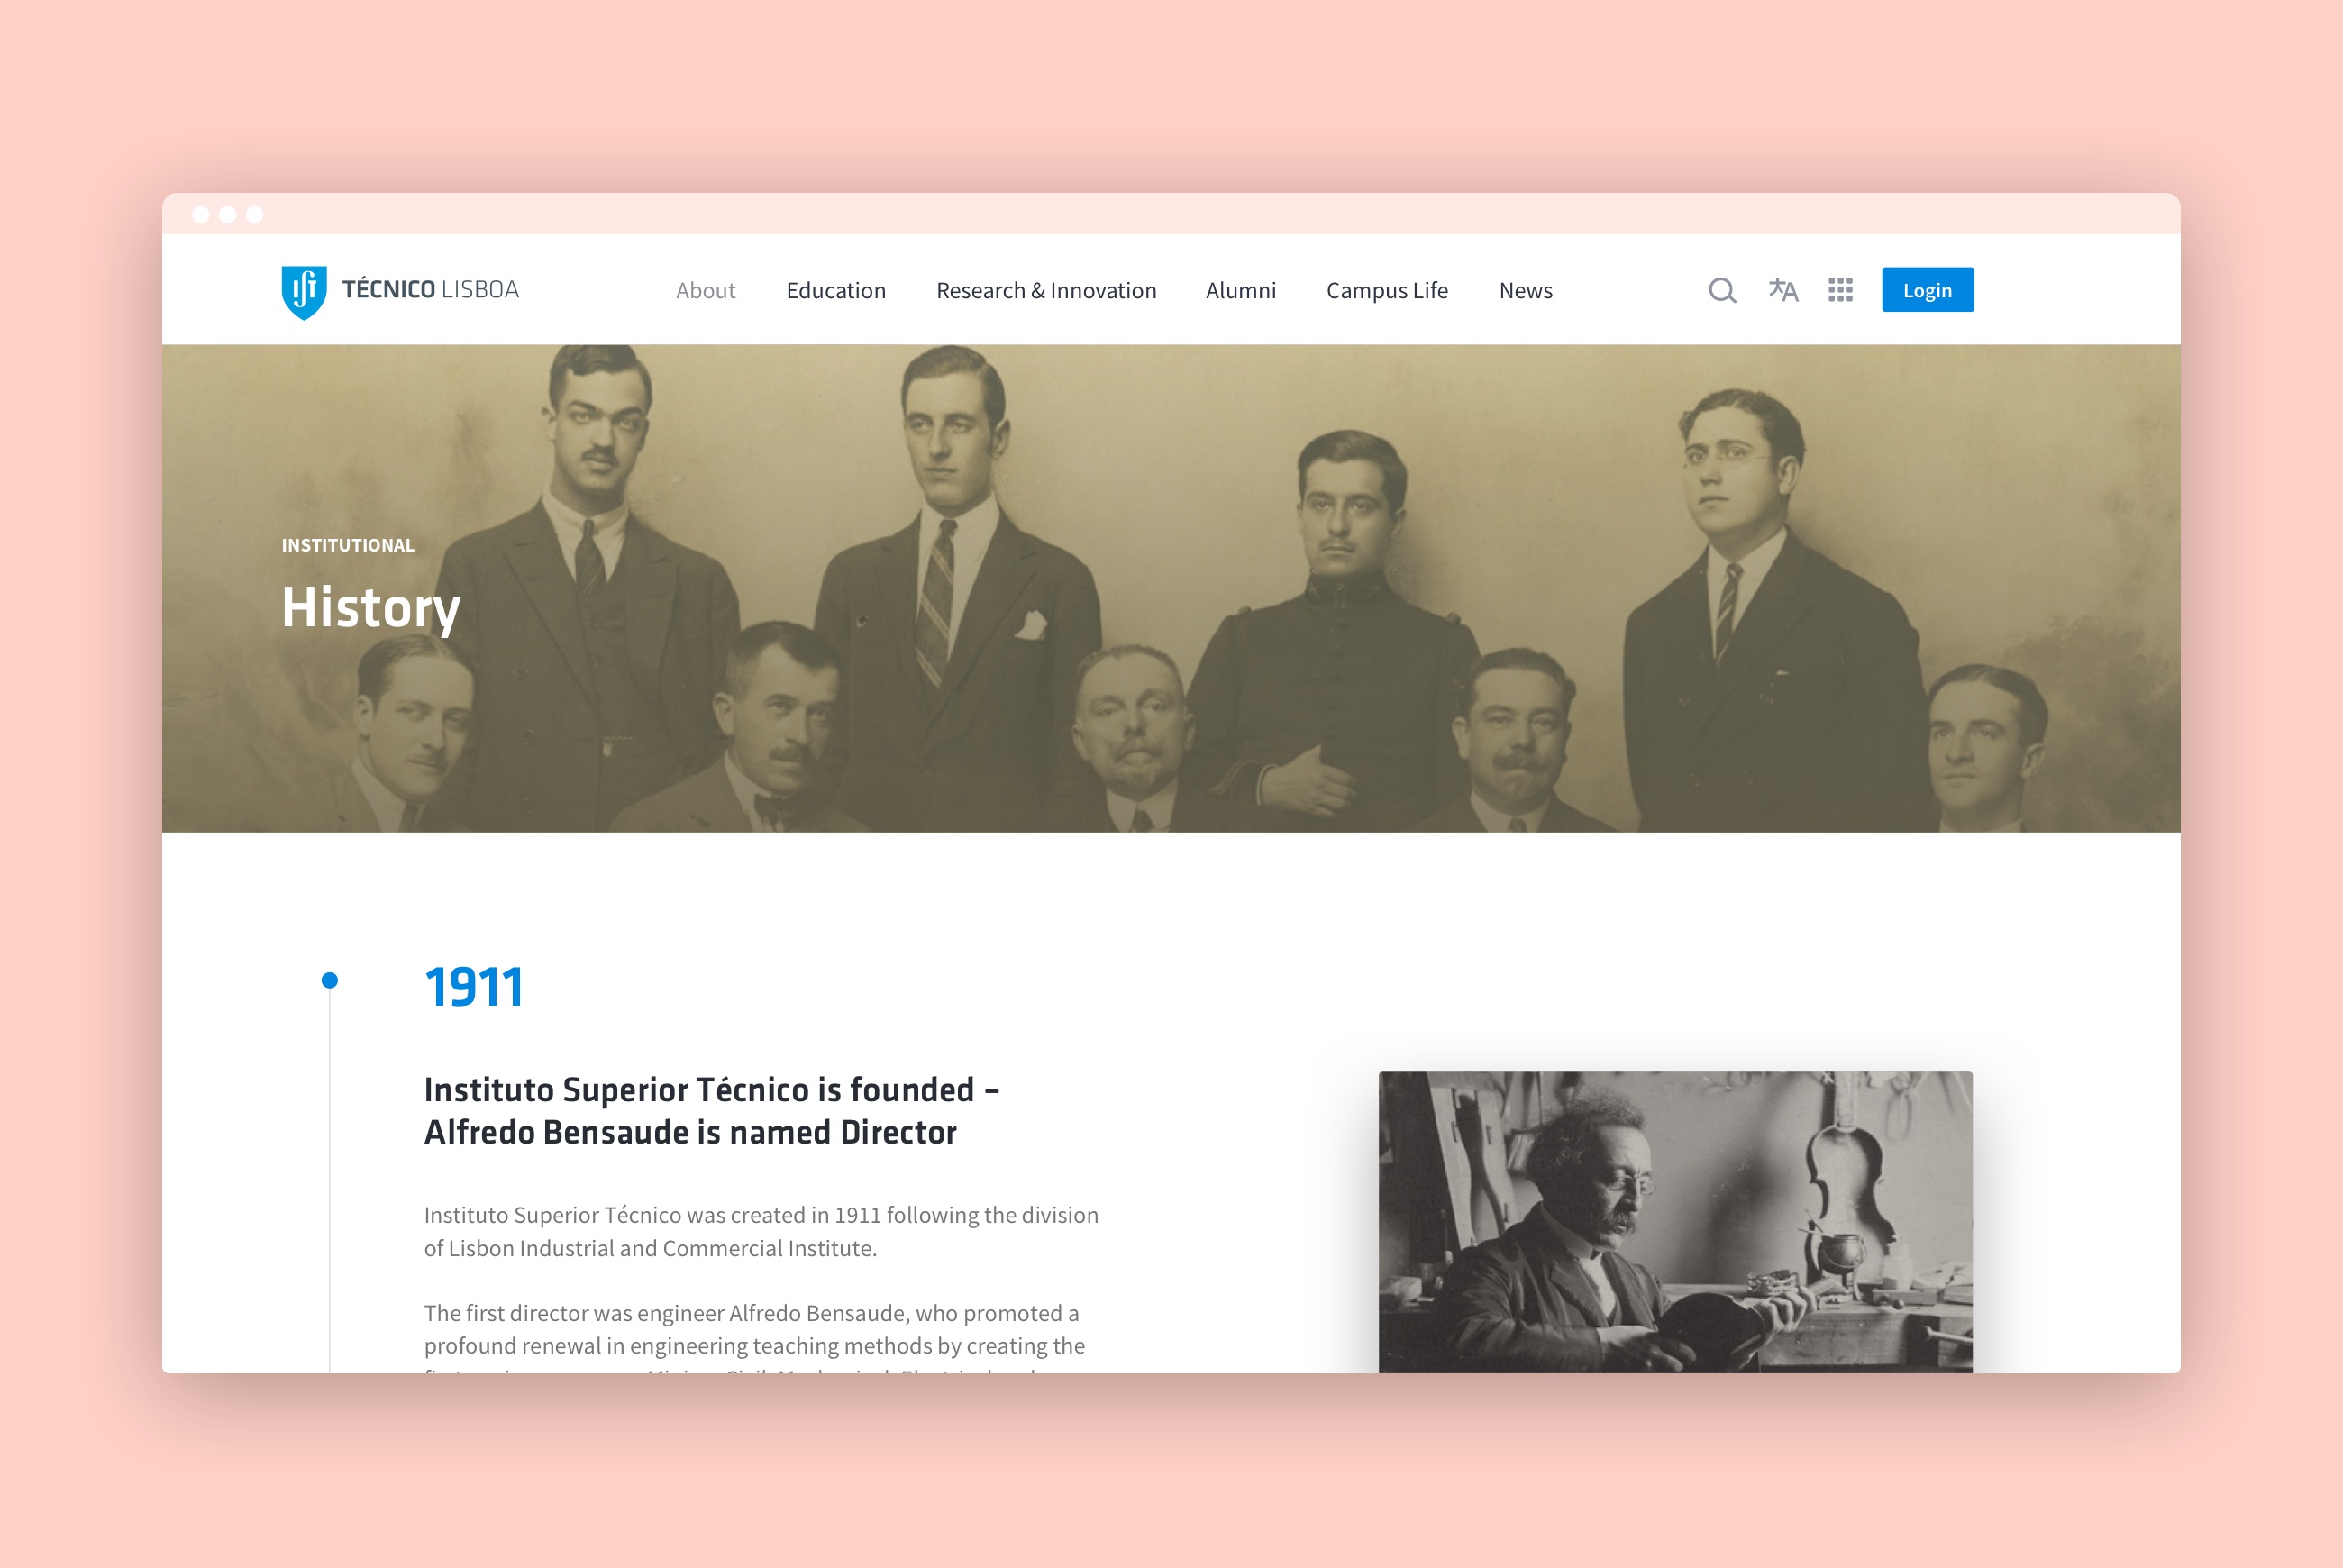 TÉCNICO LISBOA
About Education Research & Innovation Alumni Campus Life News
Login
INSTITUTIONAL
History
1911
Instituto Superior Técnico is founded –
Alfredo Bensaude is named Director
Instituto Superior Técnico was created in 1911 following the division
of Lisbon Industrial and Commercial Institute.
The first director was engineer Alfredo Bensaude, who promoted a
profound renewal in engineering teaching methods by creating the